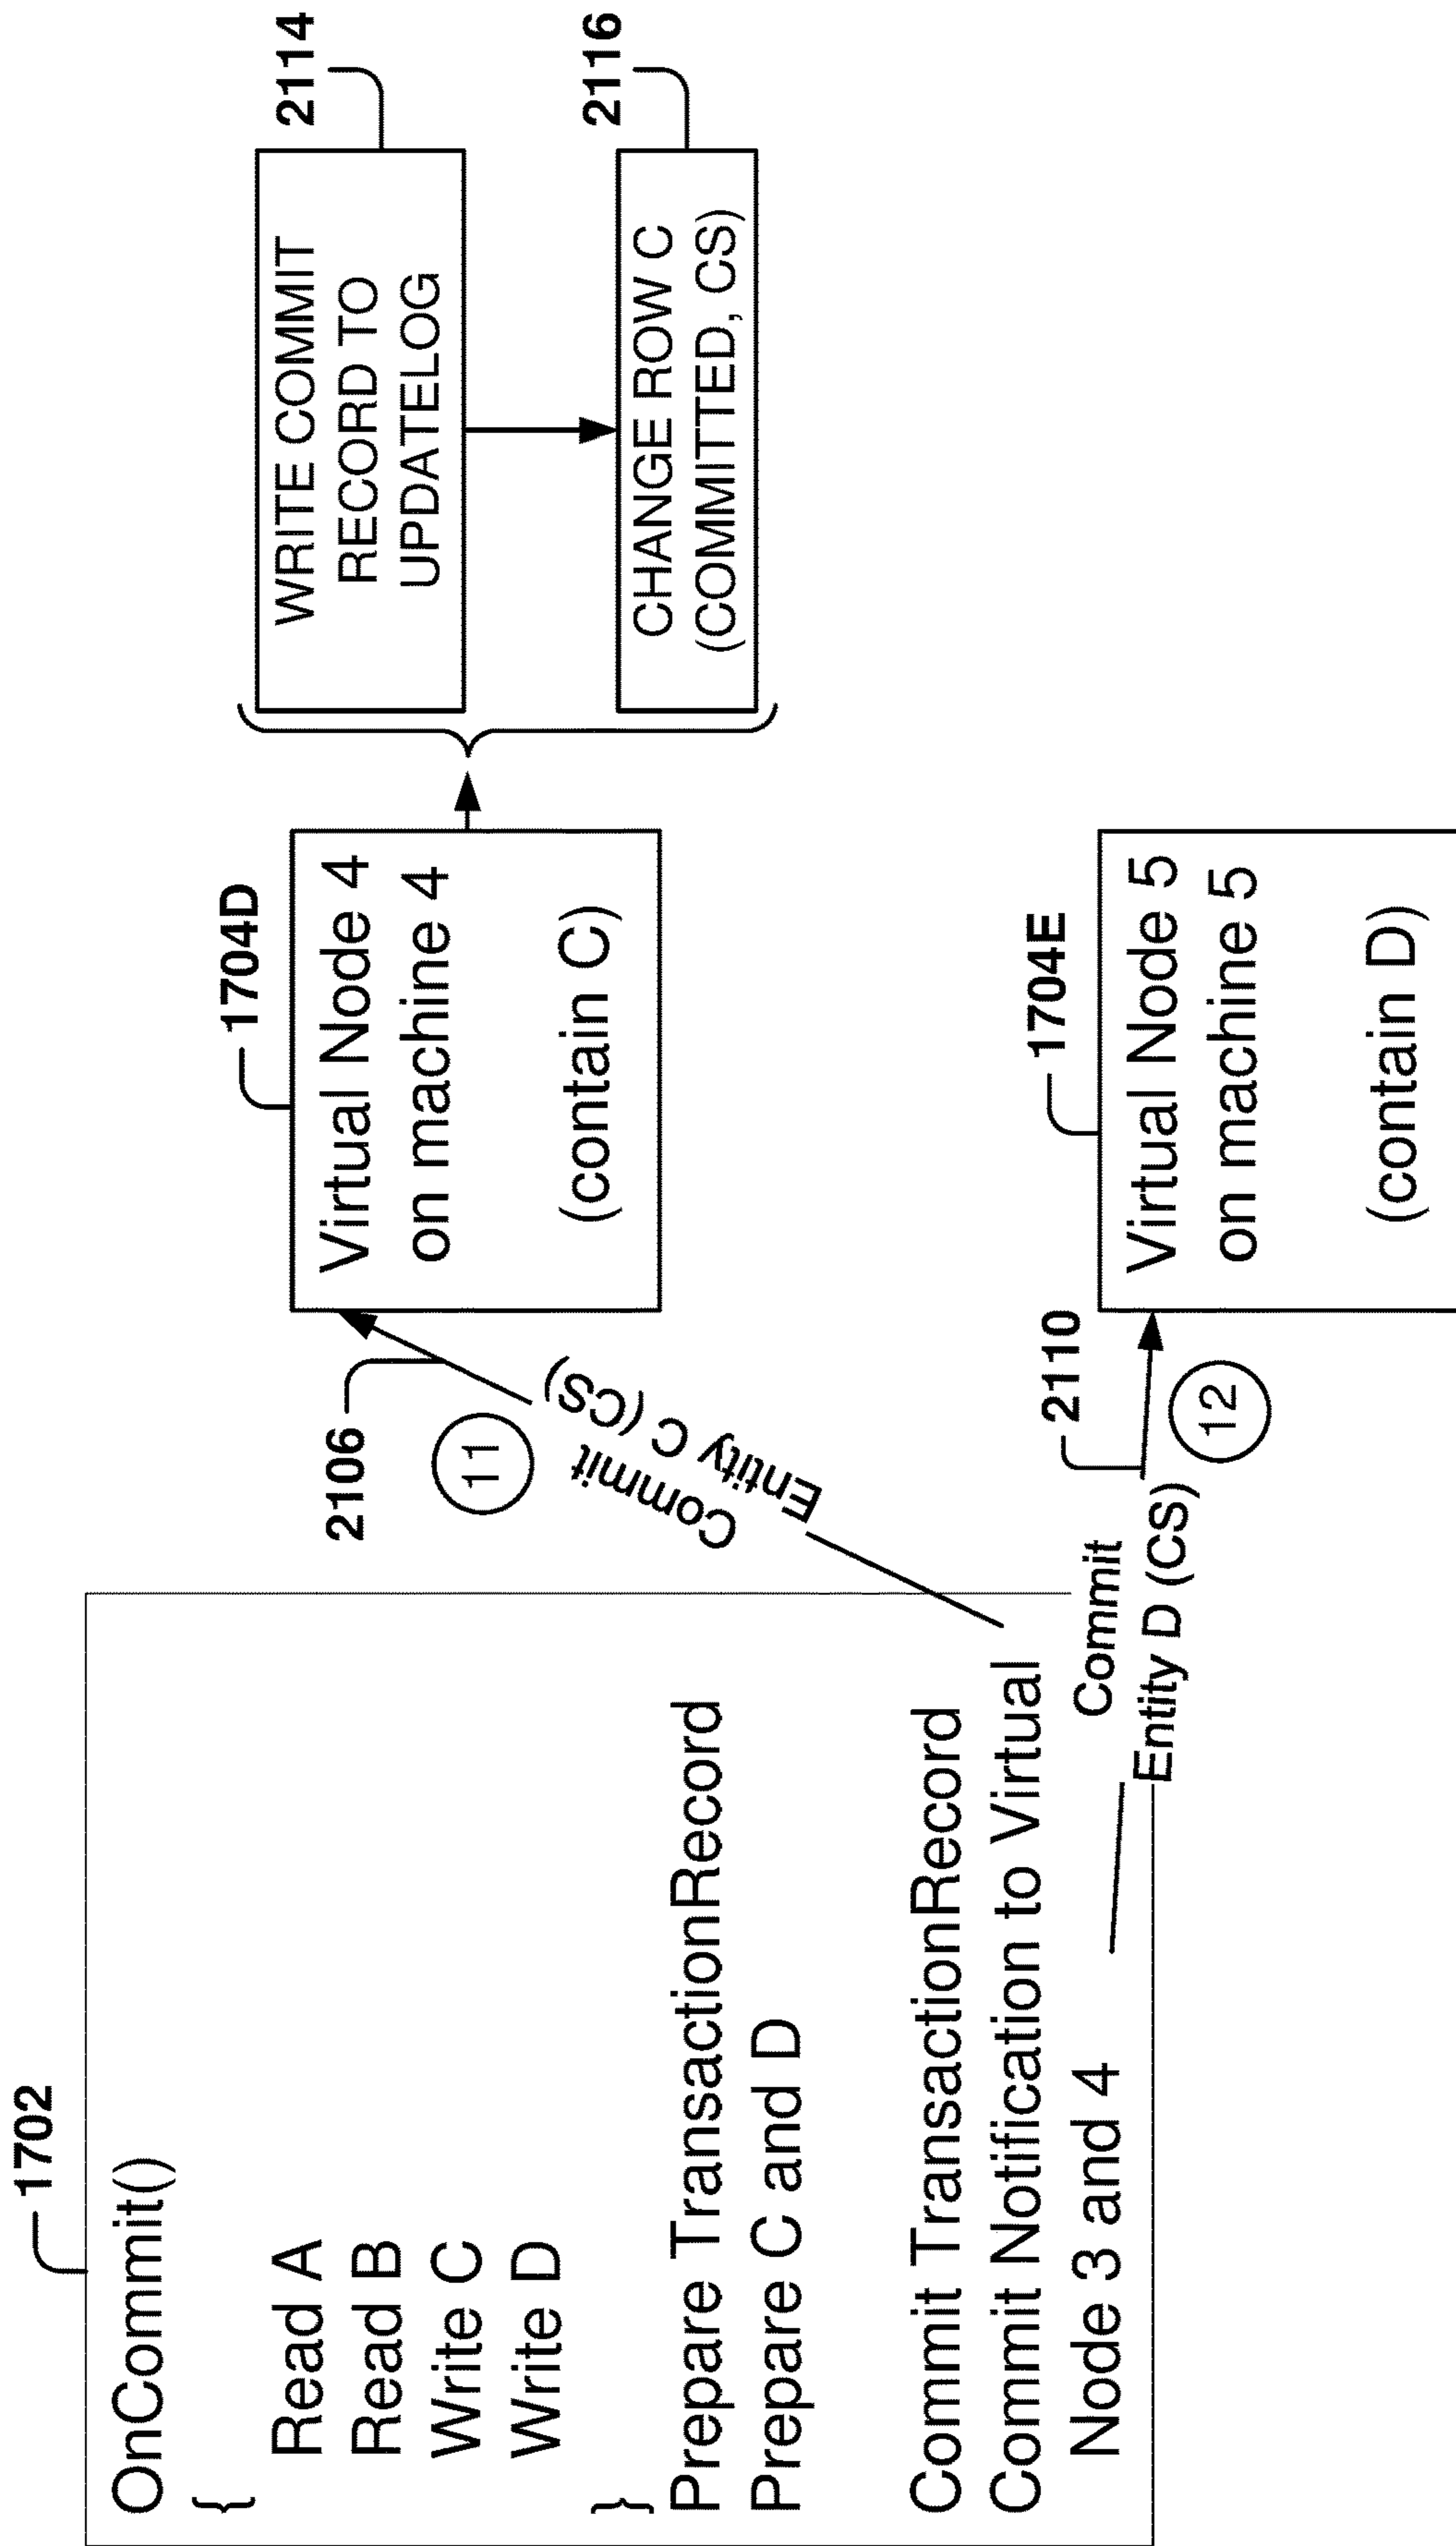 1702
OnCommit()
{
Read A
Read B
Write C
Write D
}
Prepare TransactionRecord
Prepare C and D
Commit TransactionRecord
Commit Notification to Virtual
Node 3 and 4
2106
11
Commit
Entity C (CS)
2110
12
Commit
Entity D (CS)
1704D
Virtual Node 4
on machine 4
(contain C)
1704E
Virtual Node 5
on machine 5
(contain D)
2114
WRITE COMMIT
RECORD TO
UPDATELOG
2116
CHANGE ROW C
(COMMITTED, CS)